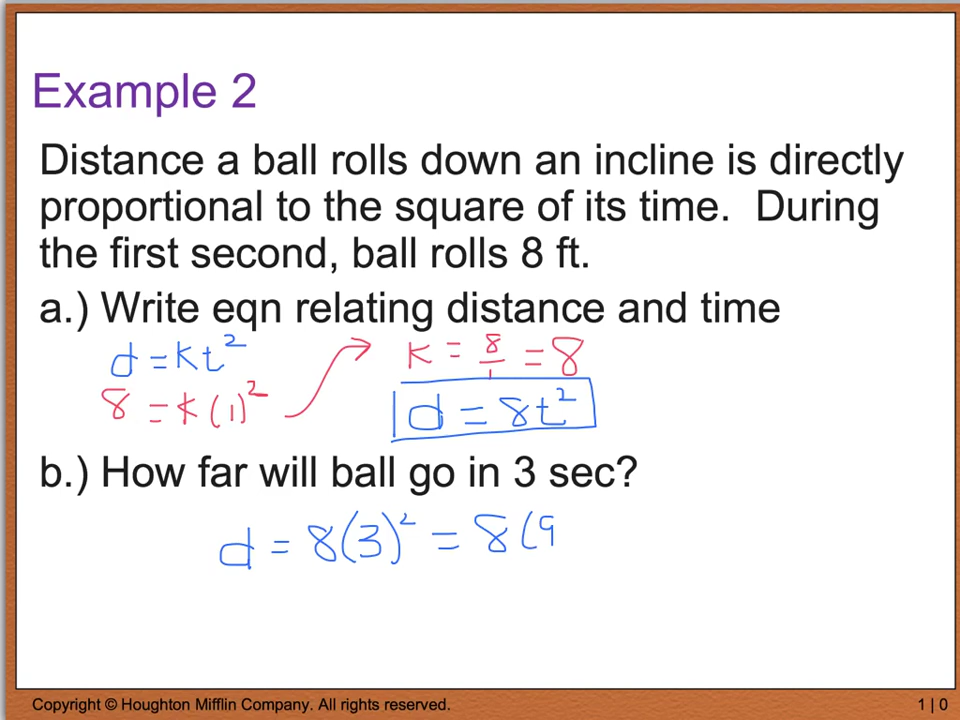 Example 2
Distance a ball rolls down an incline is directly
proportional to the square of its time.  During
the first second, ball rolls 8 ft.
a.) Write eqn relating distance and time
d = kt²
k = 8/1 = 8
8 = k(1)²
d = 8t²
b.) How far will ball go in 3 sec?
d = 8(3)² = 8(9
Copyright © Houghton Mifflin Company. All rights reserved.
1 | 0